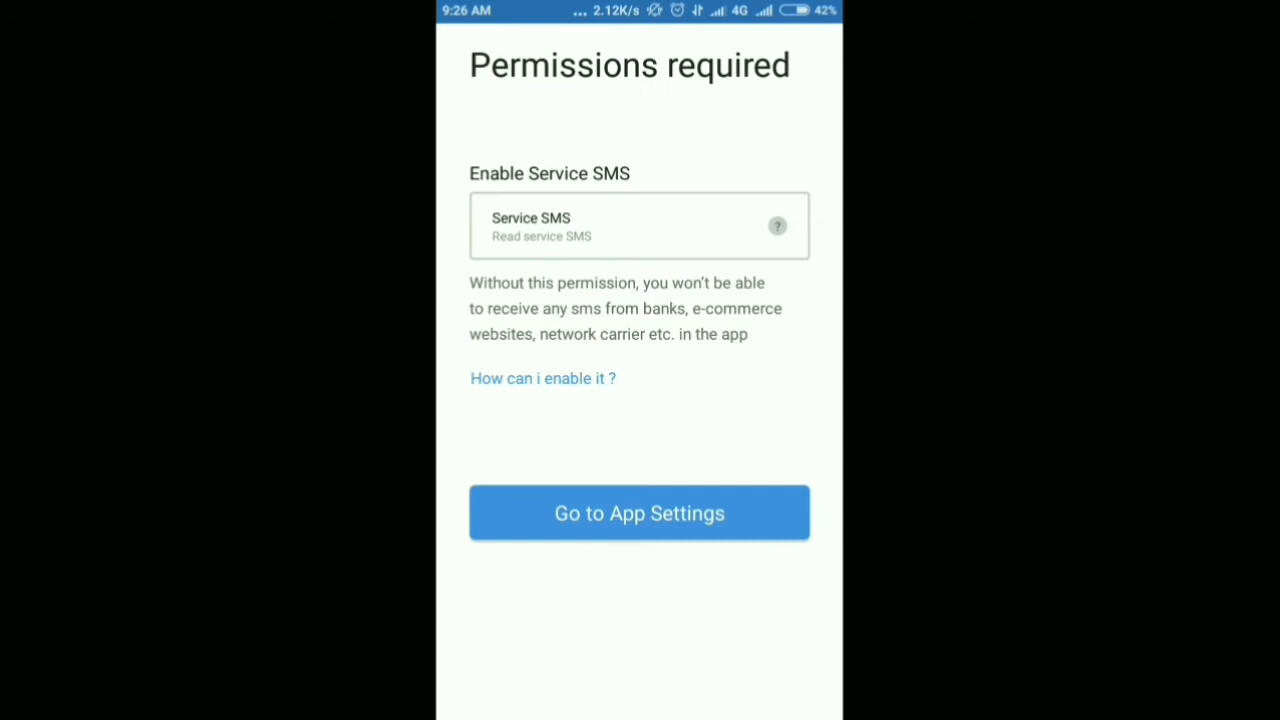 9:26 AM ... 2.12K/s 4G 42%
Permissions required
Enable Service SMS
Service SMS
?
Read service SMS
Without this permission, you won't be able
to receive any sms from banks, e-commerce
websites, network carrier etc. in the app
How can i enable it ?
Go to App Settings